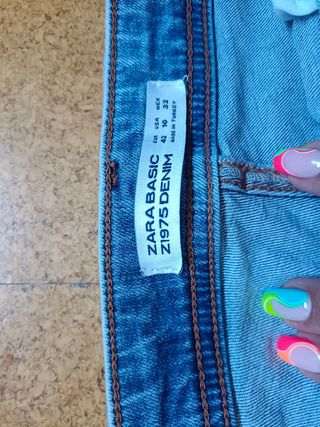 ZARA BASIC
Z1975 DENIM
EUR USA MEX
42 10 32
MADE IN TURKEY